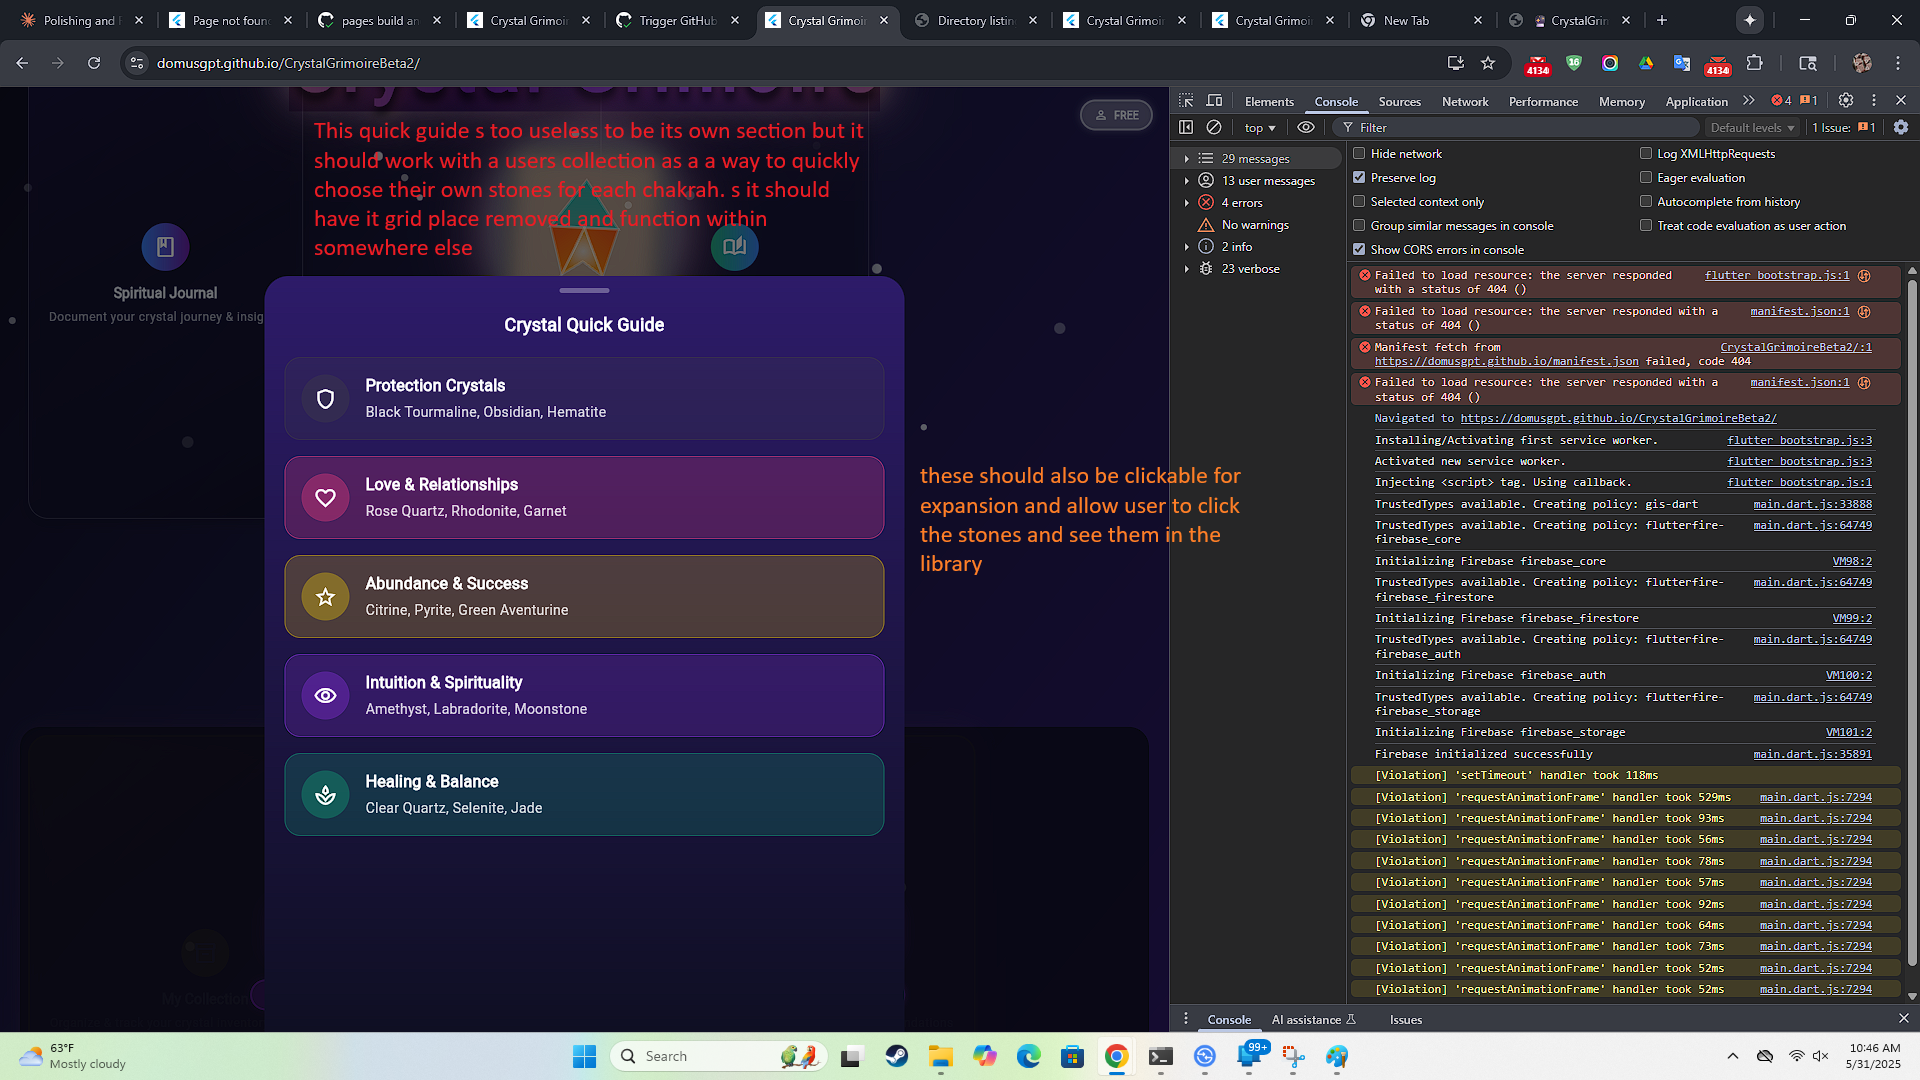 Polishing and R
Page not foun
pages build an
Crystal Grimoir
Trigger GitHub
Crystal Grimoir
Directory listin
Crystal Grimoir
Crystal Grimoir
New Tab
CrystalGrim
domusgpt.github.io/CrystalGrimoireBeta2/
4134
16
4134
FREE
This quick guide s too useless to be its own section but it
should work with a users collection as a a way to quickly
choose their own stones for each chakrah. s it should
have it grid place removed and function within
somewhere else
Spiritual Journal
Document your crystal journey & insig
Crystal Quick Guide
Protection Crystals
Black Tourmaline, Obsidian, Hematite
Love & Relationships
Rose Quartz, Rhodonite, Garnet
Abundance & Success
Citrine, Pyrite, Green Aventurine
Intuition & Spirituality
Amethyst, Labradorite, Moonstone
Healing & Balance
Clear Quartz, Selenite, Jade
these should also be clickable for
expansion and allow user to click
the stones and see them in the
library
My Collection
Elements Console Sources Network Performance Memory Application 4 1
top Filter Default levels 1 Issue: 1
29 messages
13 user messages
4 errors
No warnings
2 info
23 verbose
Hide network
Log XMLHttpRequests
Preserve log
Eager evaluation
Selected context only
Autocomplete from history
Group similar messages in console
Treat code evaluation as user action
Show CORS errors in console
Failed to load resource: the server responded flutter_bootstrap.js:1
with a status of 404 ()
Failed to load resource: the server responded with a manifest.json:1
status of 404 ()
Manifest fetch from CrystalGrimoireBeta2/:1
https://domusgpt.github.io/manifest.json failed, code 404
Failed to load resource: the server responded with a manifest.json:1
status of 404 ()
Navigated to https://domusgpt.github.io/CrystalGrimoireBeta2/
Installing/Activating first service worker. flutter_bootstrap.js:3
Activated new service worker. flutter_bootstrap.js:3
Injecting <script> tag. Using callback. flutter_bootstrap.js:1
TrustedTypes available. Creating policy: gis-dart main.dart.js:33888
TrustedTypes available. Creating policy: flutterfire- main.dart.js:64749
firebase_core
Initializing Firebase firebase_core VM98:2
TrustedTypes available. Creating policy: flutterfire- main.dart.js:64749
firebase_firestore
Initializing Firebase firebase_firestore VM99:2
TrustedTypes available. Creating policy: flutterfire- main.dart.js:64749
firebase_auth
Initializing Firebase firebase_auth VM100:2
TrustedTypes available. Creating policy: flutterfire- main.dart.js:64749
firebase_storage
Initializing Firebase firebase_storage VM101:2
Firebase initialized successfully main.dart.js:35891
[Violation] 'setTimeout' handler took 118ms
[Violation] 'requestAnimationFrame' handler took 529ms main.dart.js:7294
[Violation] 'requestAnimationFrame' handler took 93ms main.dart.js:7294
[Violation] 'requestAnimationFrame' handler took 56ms main.dart.js:7294
[Violation] 'requestAnimationFrame' handler took 78ms main.dart.js:7294
[Violation] 'requestAnimationFrame' handler took 57ms main.dart.js:7294
[Violation] 'requestAnimationFrame' handler took 92ms main.dart.js:7294
[Violation] 'requestAnimationFrame' handler took 64ms main.dart.js:7294
[Violation] 'requestAnimationFrame' handler took 73ms main.dart.js:7294
[Violation] 'requestAnimationFrame' handler took 52ms main.dart.js:7294
[Violation] 'requestAnimationFrame' handler took 52ms main.dart.js:7294
Console AI assistance Issues
63°F
Mostly cloudy
Search
99+
10:46 AM
5/31/2025